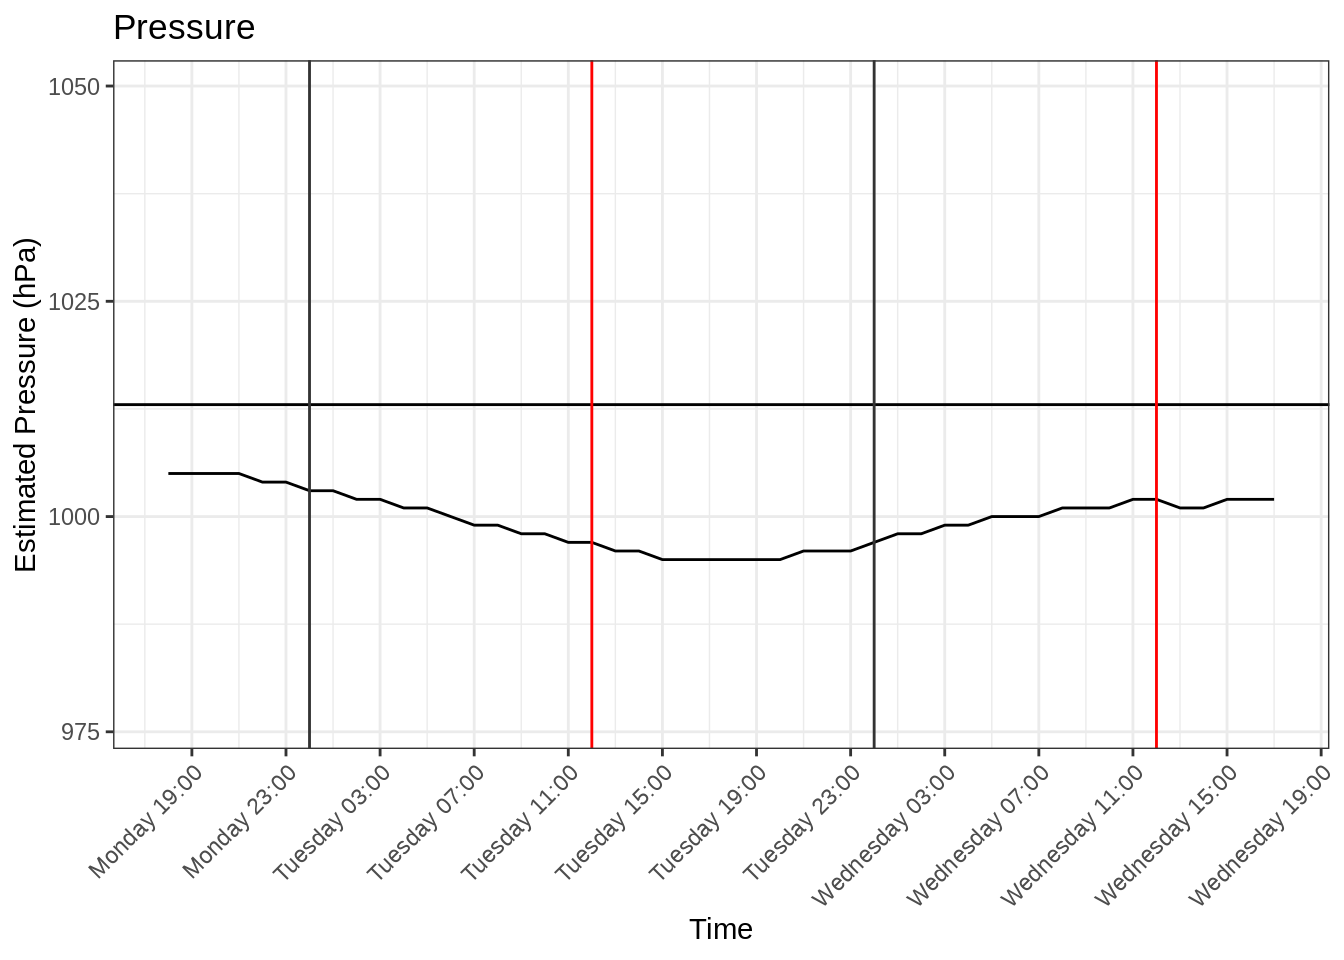 Pressure
Estimated Pressure (hPa)
1050
1025
1000
975
Monday 19:00
Monday 23:00
Tuesday 03:00
Tuesday 07:00
Tuesday 11:00
Tuesday 15:00
Tuesday 19:00
Tuesday 23:00
Wednesday 03:00
Wednesday 07:00
Wednesday 11:00
Wednesday 15:00
Wednesday 19:00
Time